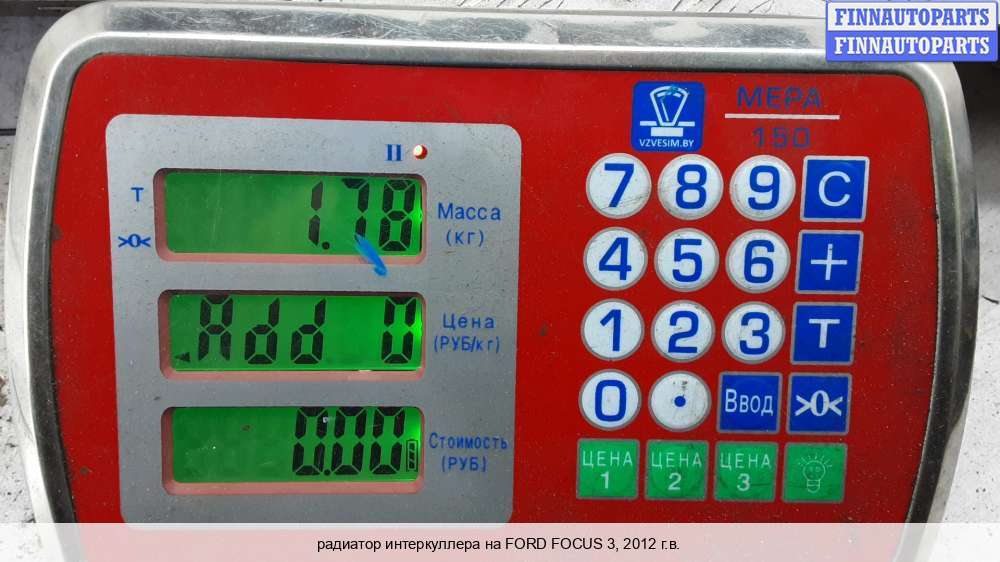 FINNAUTOPARTS
FINNAUTOPARTS
МЕРА
150
VZVESIM.BY
II
T
>0<
1.78
Масса
(кг)
Add 0
Цена
(РУБ/кг)
0.00
Стоимость
(РУБ)
7 8 9 C
4 5 6 +
1 2 3 T
0 . Ввод >0<
ЦЕНА 1 ЦЕНА 2 ЦЕНА 3
радиатор интеркуллера на FORD FOCUS 3, 2012 г.в.